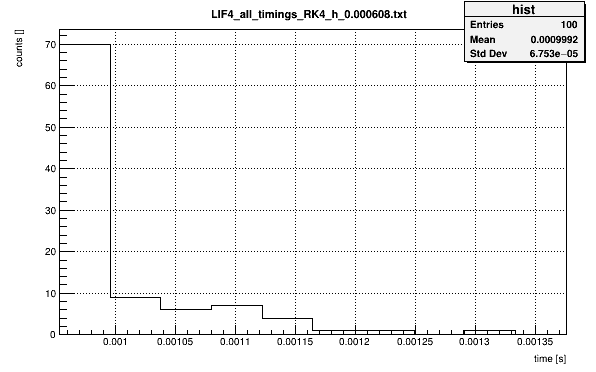 LIF4_all_timings_RK4_h_0.000608.txt
hist
Entries 100
Mean 0.0009992
Std Dev 6.753e−05
counts []
70
60
50
40
30
20
10
0
0.001 0.00105 0.0011 0.00115 0.0012 0.00125 0.0013 0.00135
time [s]